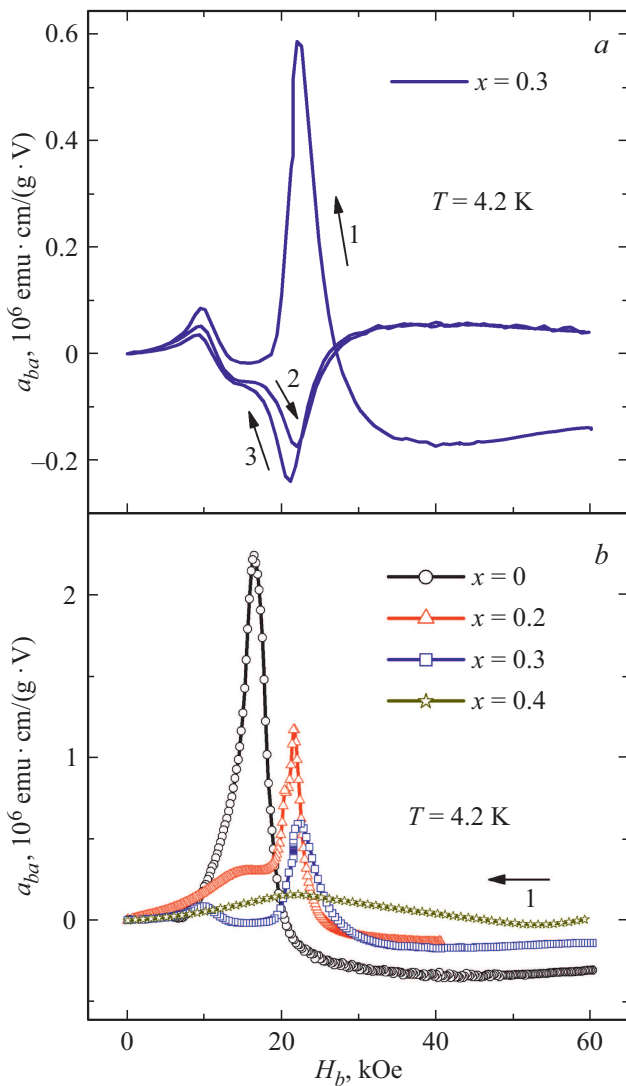 0.6
a
x = 0.3
0.4
T = 4.2 K
1
0.2
a_ba, 10^6 emu · cm/(g · V)
0
2
3
–0.2
b
x = 0
2
x = 0.2
x = 0.3
x = 0.4
1
T = 4.2 K
a_ba, 10^6 emu · cm/(g · V)
1
0
0 20 40 60
H_b, kOe